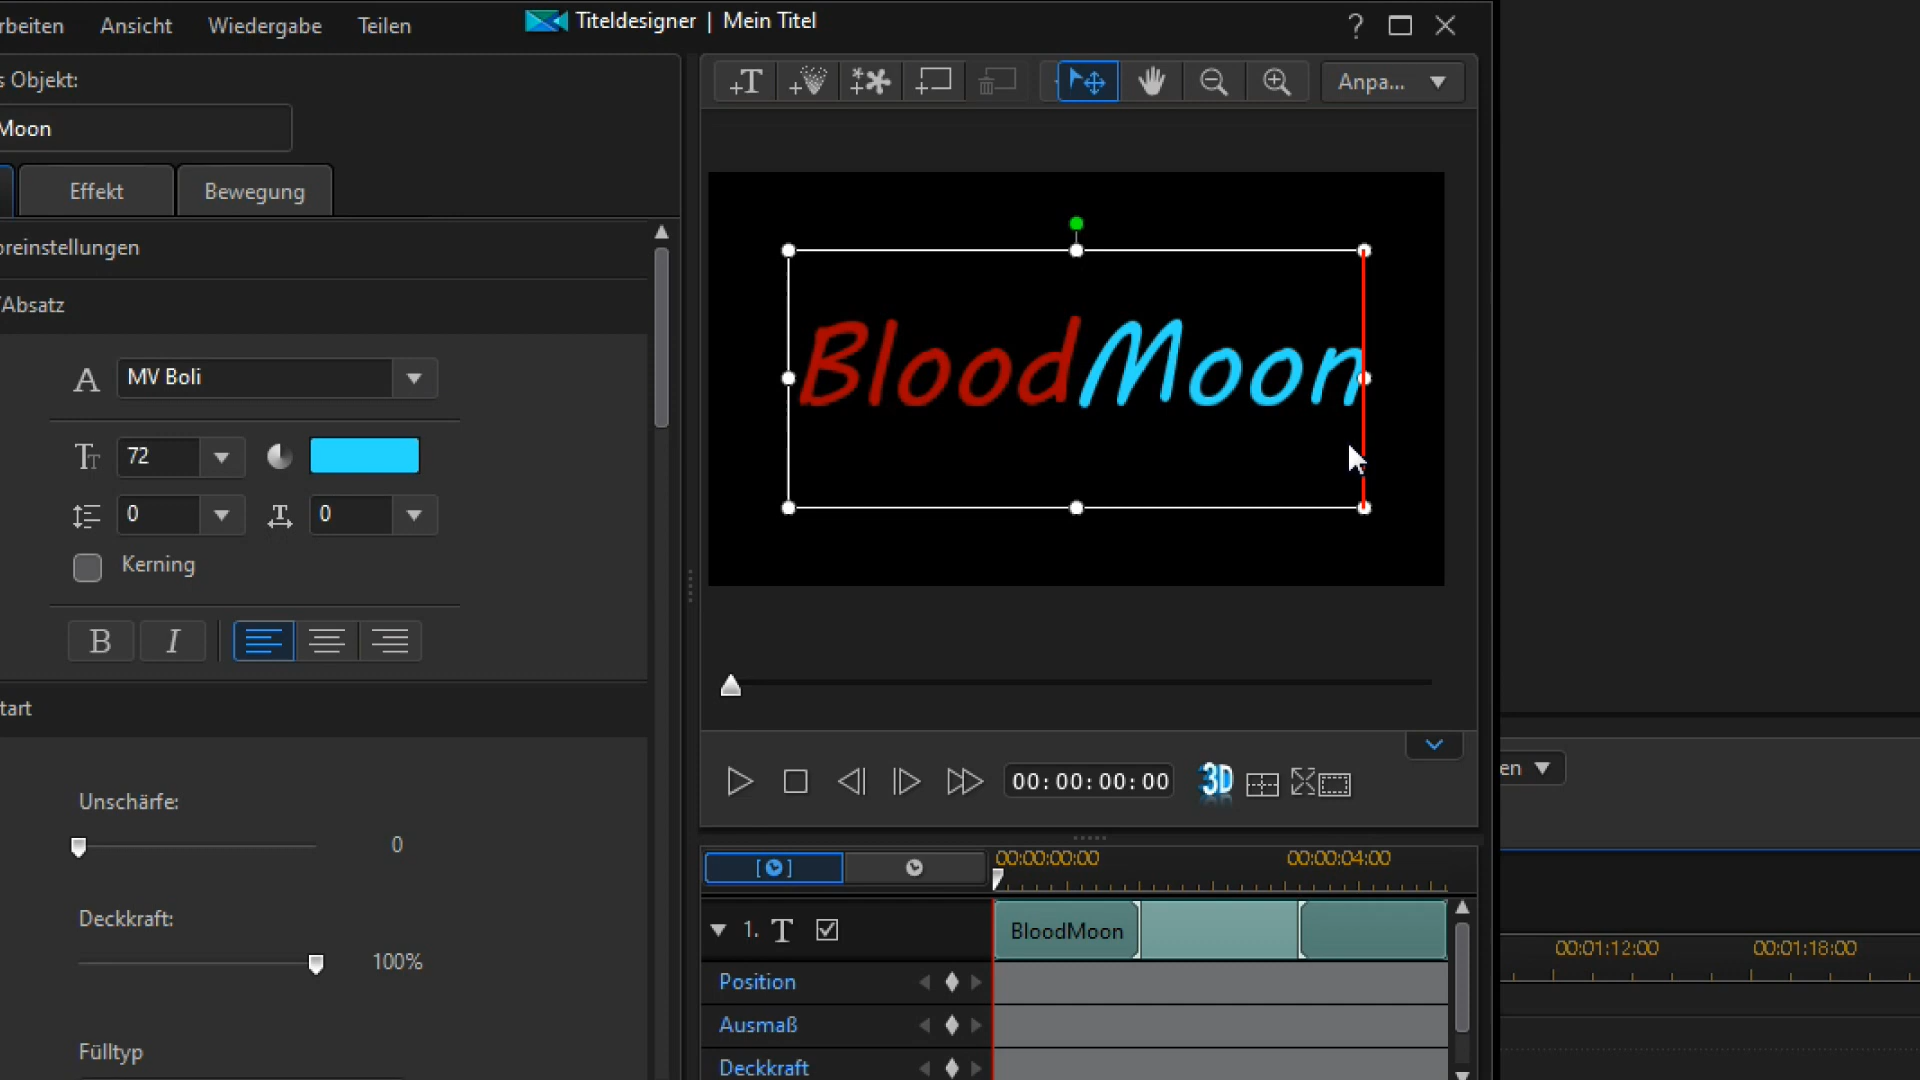 rbeiten Ansicht Wiedergabe Teilen
Titeldesigner | Mein Titel
?
s Objekt:
Moon
Anpa...
Effekt Bewegung
oreinstellungen
/Absatz
MV Boli
72
0 0
Kerning
B I
tart
Unschärfe:
0
Deckkraft:
100%
Fülltyp
BloodMoon
00:00:00:00
3D
en
00:00:00:00 00:00:04:00
1. T
BloodMoon
Position
Ausmaß
Deckkraft
00:01:12:00 00:01:18:00